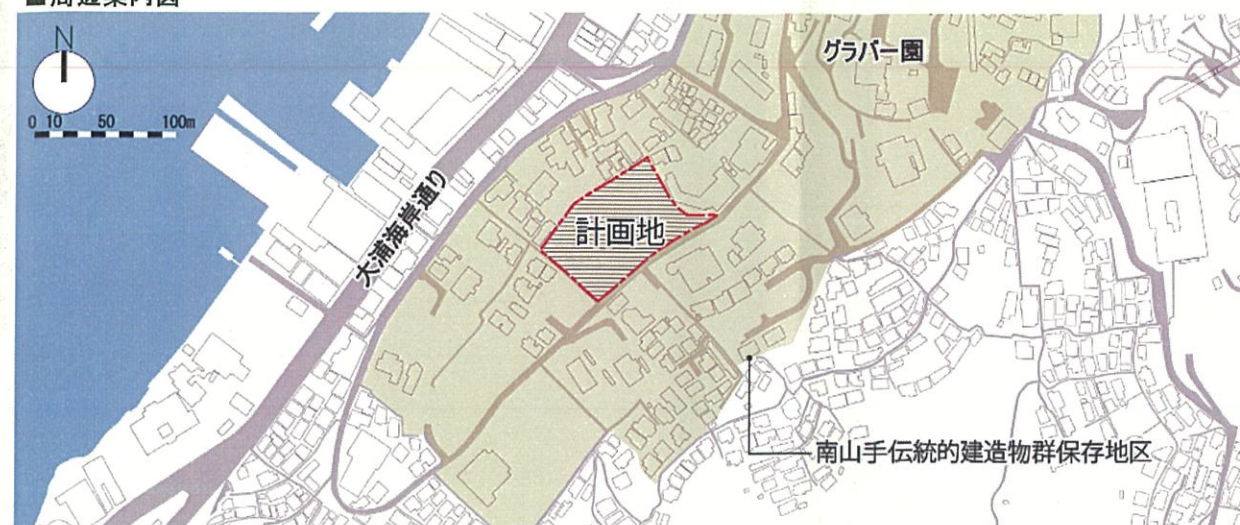 ■周辺案内図
N
0 10 50 100m
グラバー園
大浦海岸通り
計画地
南山手伝統的建造物群保存地区